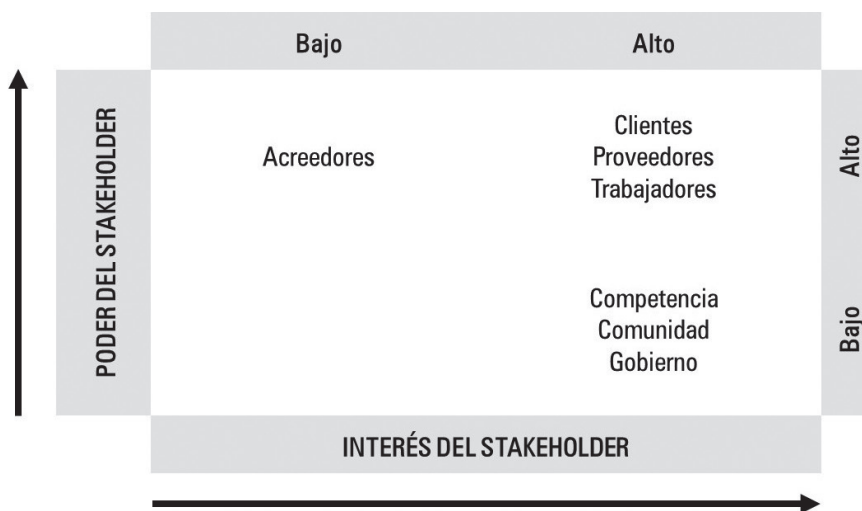 Bajo
Alto
PODER DEL STAKEHOLDER
Acreedores
Clientes
Proveedores
Trabajadores
Alto
Competencia
Comunidad
Gobierno
Bajo
INTERÉS DEL STAKEHOLDER